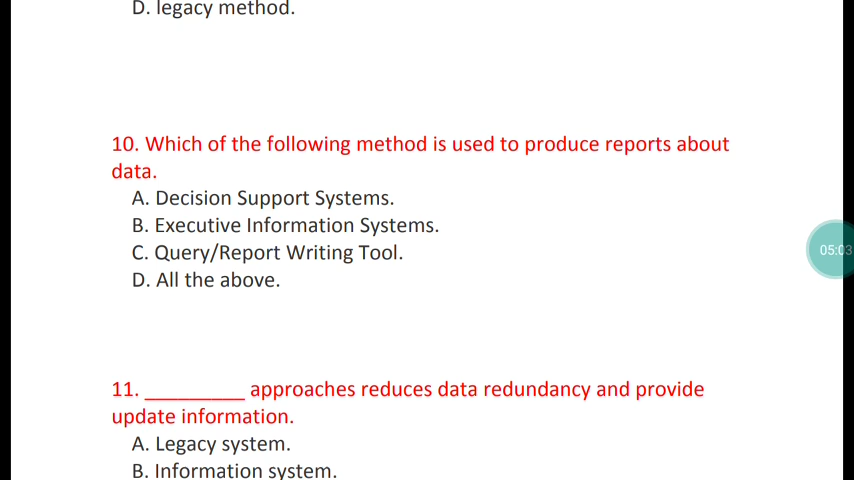 D. legacy method.
10. Which of the following method is used to produce reports about
data.
A. Decision Support Systems.
B. Executive Information Systems.
C. Query/Report Writing Tool.
D. All the above.
05:03
11. _________ approaches reduces data redundancy and provide
update information.
A. Legacy system.
B. Information system.